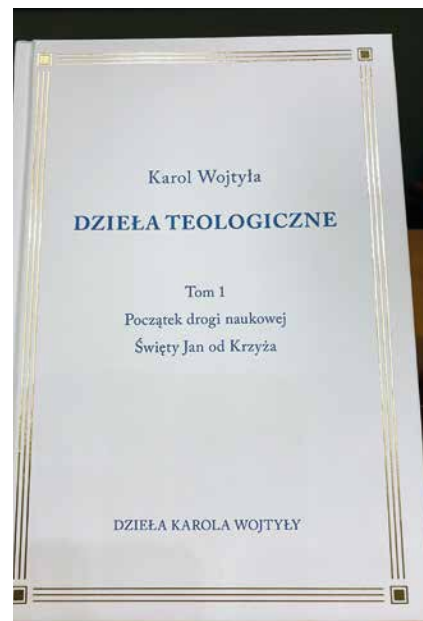 Karol Wojtyła
DZIEŁA TEOLOGICZNE
Tom 1
Początek drogi naukowej
Święty Jan od Krzyża
DZIEŁA KAROLA WOJTYŁY